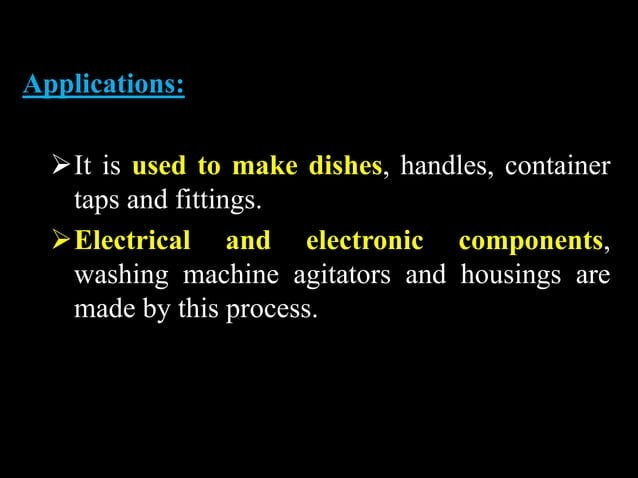 Applications:
➢It is used to make dishes, handles, container
taps and fittings.
➢Electrical and electronic components,
washing machine agitators and housings are
made by this process.